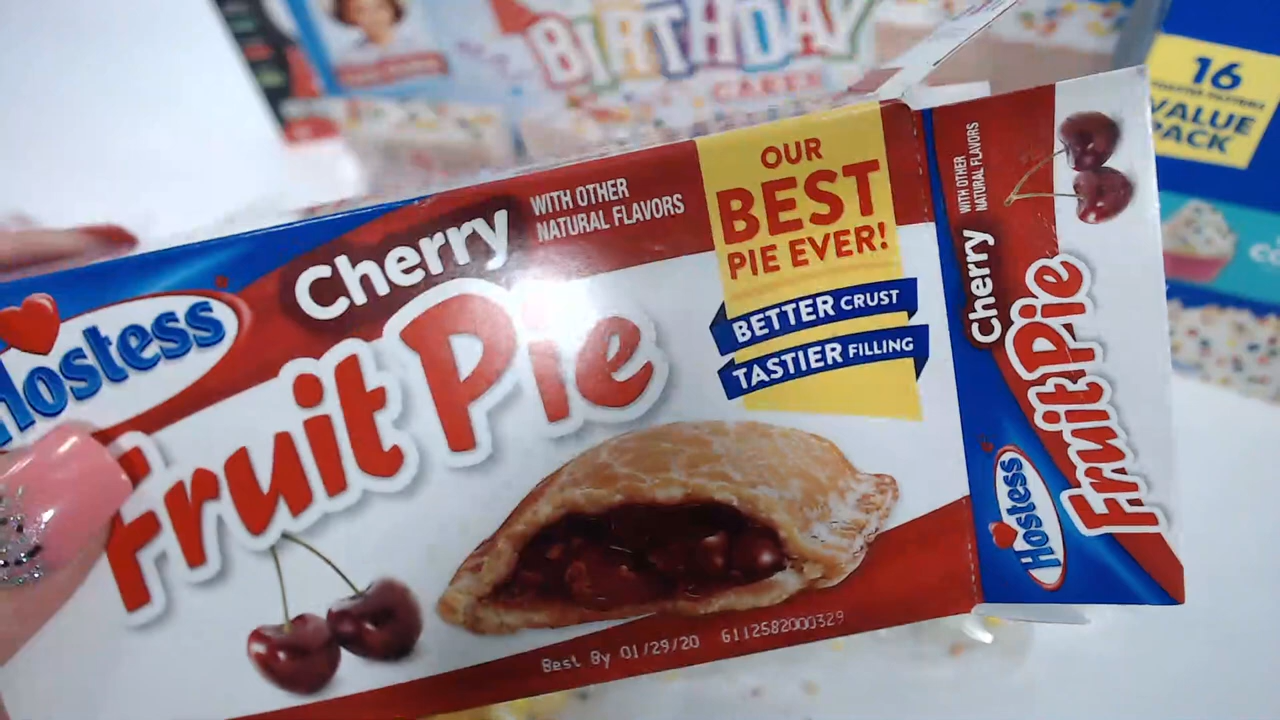 BIRTHDAY
CAKES
16
VALUE
PACK
Hostess
Cherry
WITH OTHER
NATURAL FLAVORS
Fruit Pie
OUR
BEST
PIE EVER!
BETTER CRUST
TASTIER FILLING
Best By 01/29/20 6112582000329
Hostess
Cherry
WITH OTHER
NATURAL FLAVORS
Fruit Pie